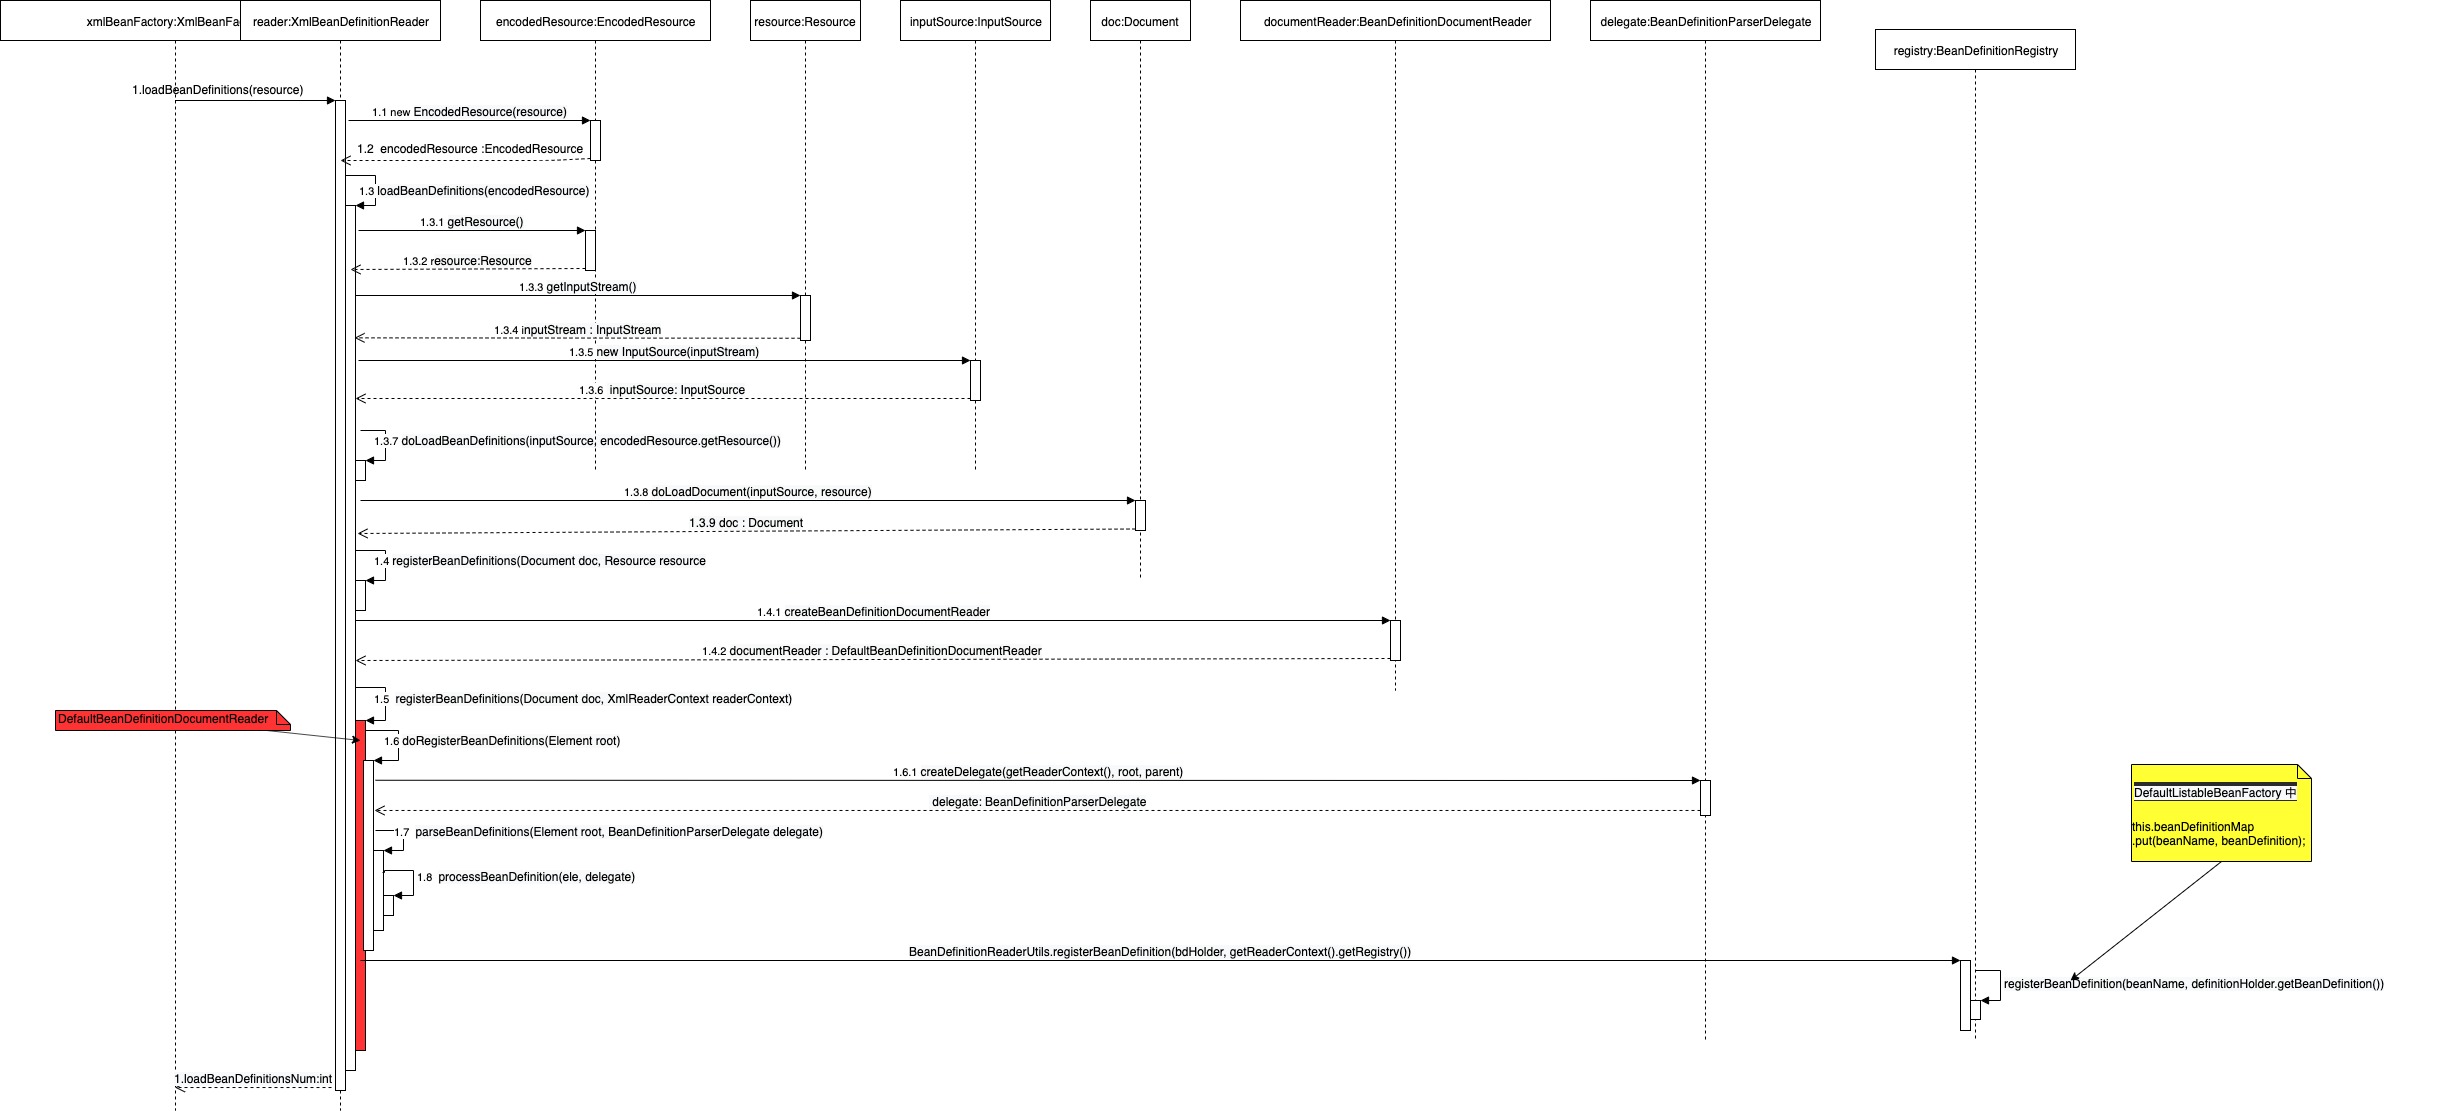 xmlBeanFactory:XmlBeanFa
reader:XmlBeanDefinitionReader
encodedResource:EncodedResource
resource:Resource
inputSource:InputSource
doc:Document
documentReader:BeanDefinitionDocumentReader
delegate:BeanDefinitionParserDelegate
registry:BeanDefinitionRegistry
1.loadBeanDefinitions(resource)
1.1 new EncodedResource(resource)
1.2 encodedResource :EncodedResource
1.3 loadBeanDefinitions(encodedResource)
1.3.1 getResource()
1.3.2 resource:Resource
1.3.3 getInputStream()
1.3.4 inputStream : InputStream
1.3.5 new InputSource(inputStream)
1.3.6 inputSource: InputSource
1.3.7 doLoadBeanDefinitions(inputSource, encodedResource.getResource())
1.3.8 doLoadDocument(inputSource, resource)
1.3.9 doc : Document
1.4 registerBeanDefinitions(Document doc, Resource resource
1.4.1 createBeanDefinitionDocumentReader
1.4.2 documentReader : DefaultBeanDefinitionDocumentReader
1.5 registerBeanDefinitions(Document doc, XmlReaderContext readerContext)
DefaultBeanDefinitionDocumentReader
1.6 doRegisterBeanDefinitions(Element root)
1.6.1 createDelegate(getReaderContext(), root, parent)
delegate: BeanDefinitionParserDelegate
DefaultListableBeanFactory 中
this.beanDefinitionMap
.put(beanName, beanDefinition);
1.7 parseBeanDefinitions(Element root, BeanDefinitionParserDelegate delegate)
1.8 processBeanDefinition(ele, delegate)
BeanDefinitionReaderUtils.registerBeanDefinition(bdHolder, getReaderContext().getRegistry())
registerBeanDefinition(beanName, definitionHolder.getBeanDefinition())
1.loadBeanDefinitionsNum:int